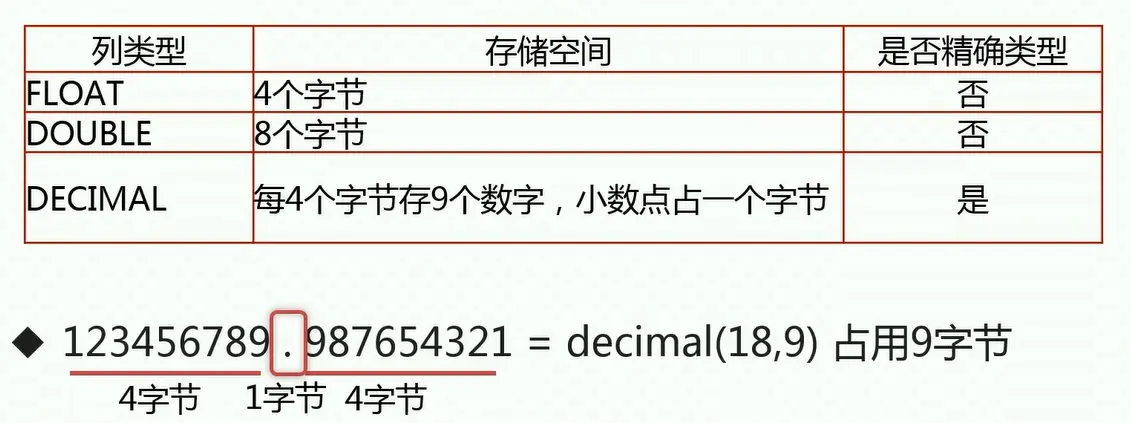 列类型 存储空间 是否精确类型
FLOAT 4个字节 否
DOUBLE 8个字节 否
DECIMAL 每4个字节存9个数字，小数点占一个字节 是
◆ 123456789.987654321 = decimal(18,9) 占用9字节
4字节 1字节 4字节